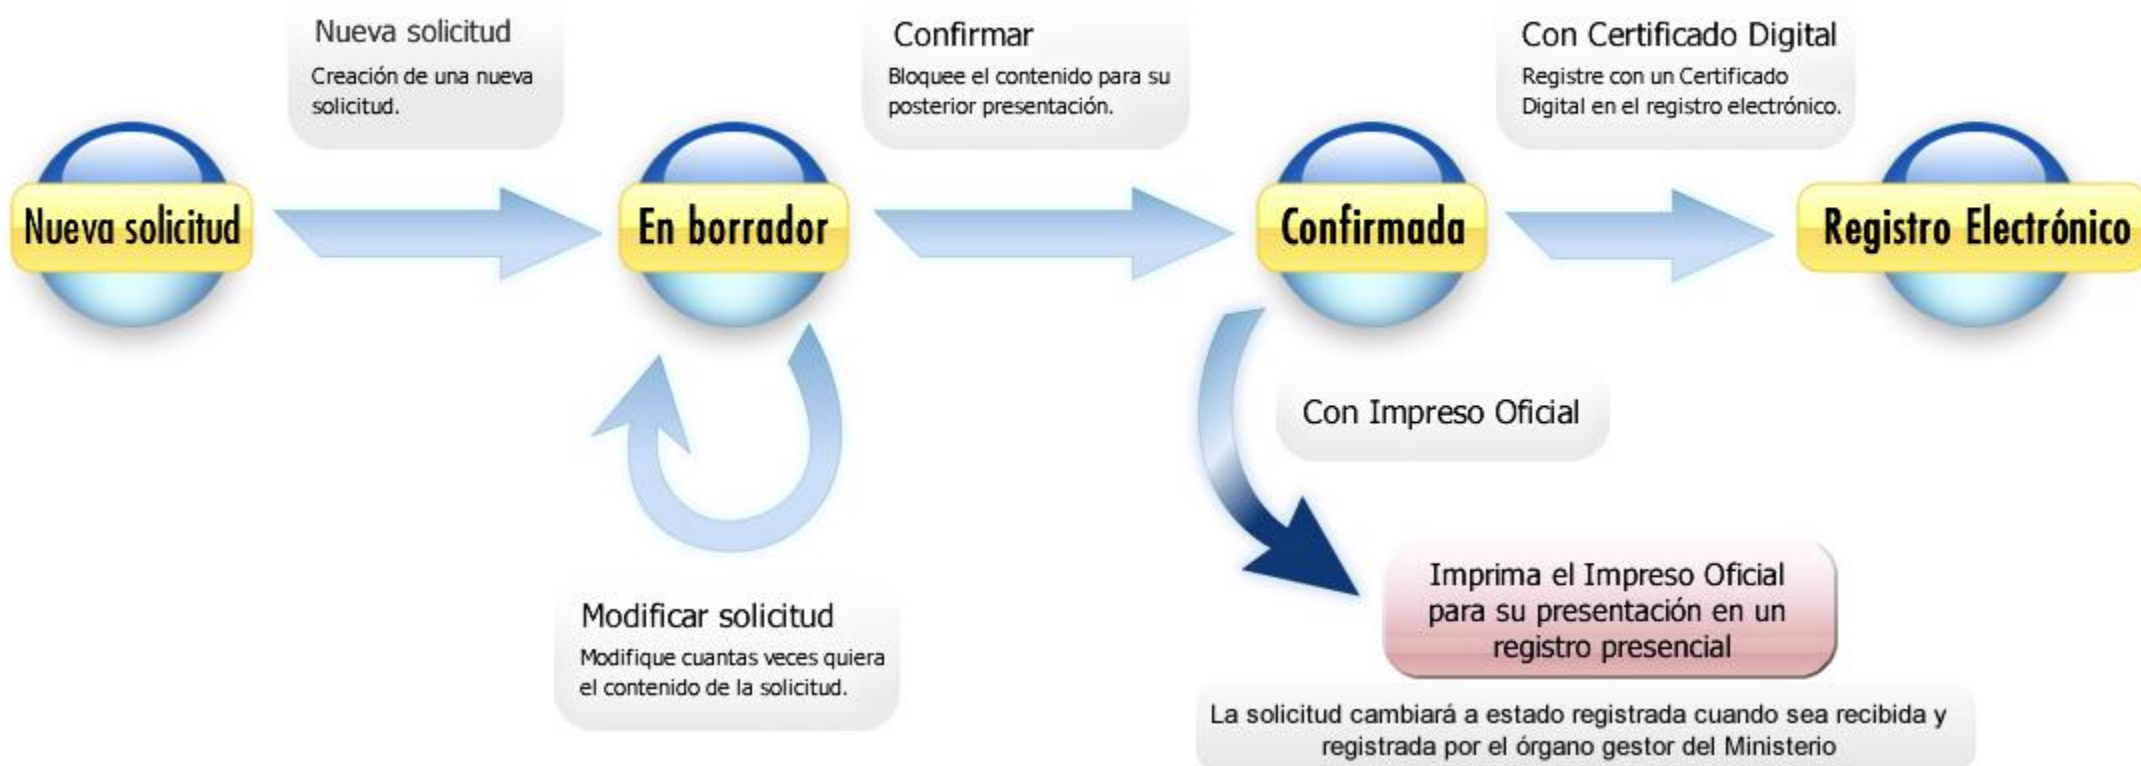 Nueva solicitud
Creación de una nueva
solicitud.
Confirmar
Bloquee el contenido para su
posterior presentación.
Con Certificado Digital
Registre con un Certificado
Digital en el registro electrónico.
Nueva solicitud
En borrador
Confirmada
Registro Electrónico
Con Impreso Oficial
Modificar solicitud
Modifique cuantas veces quiera
el contenido de la solicitud.
Imprima el Impreso Oficial
para su presentación en un
registro presencial
La solicitud cambiará a estado registrada cuando sea recibida y
registrada por el órgano gestor del Ministerio